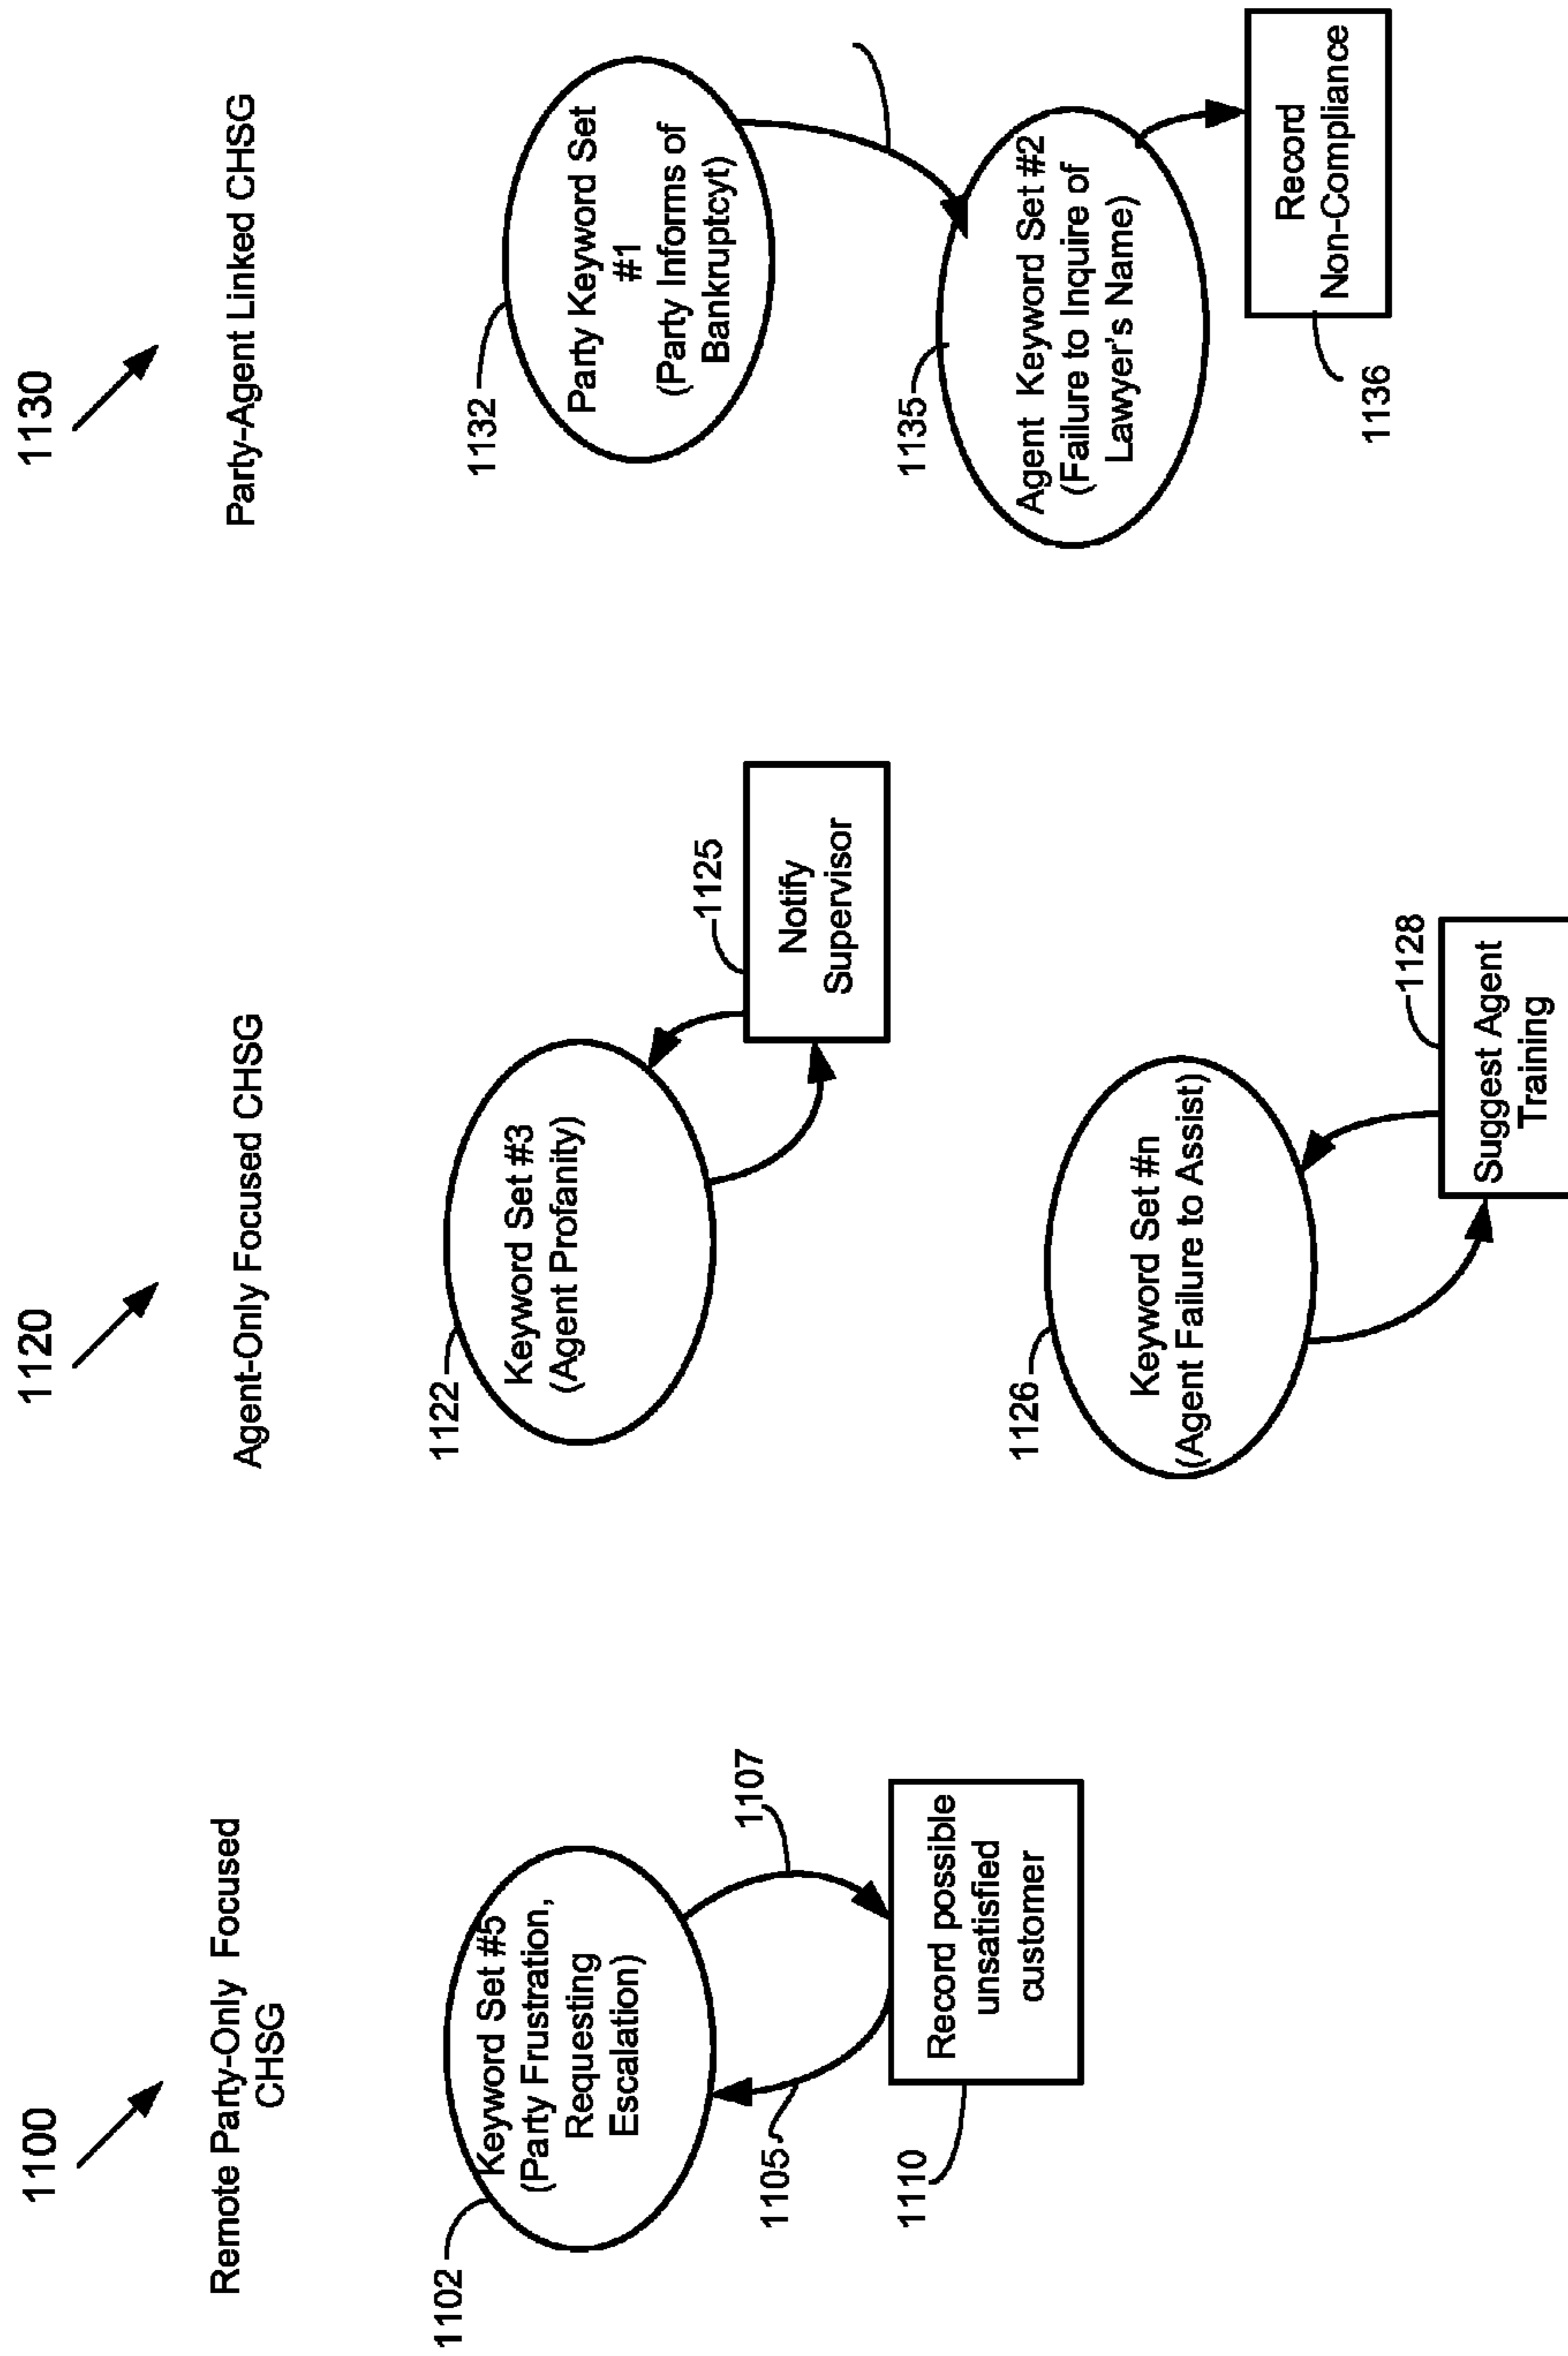 1100
Remote Party-Only Focused
CHSG
1102
Keyword Set #5
(Party Frustration,
Requesting
Escalation)
1105
1107
1110
Record possible
unsatisfied
customer
1120
Agent-Only Focused CHSG
1122
Keyword Set #3
(Agent Profanity)
1125
Notify
Supervisor
1126
Keyword Set #n
(Agent Failure to Assist)
1128
Suggest Agent
Training
1130
Party-Agent Linked CHSG
1132
Party Keyword Set
#1
(Party Informs of
Bankruptcyt)
1135
Agent Keyword Set #2
(Failure to Inquire of
Lawyer's Name)
1136
Record
Non-Compliance